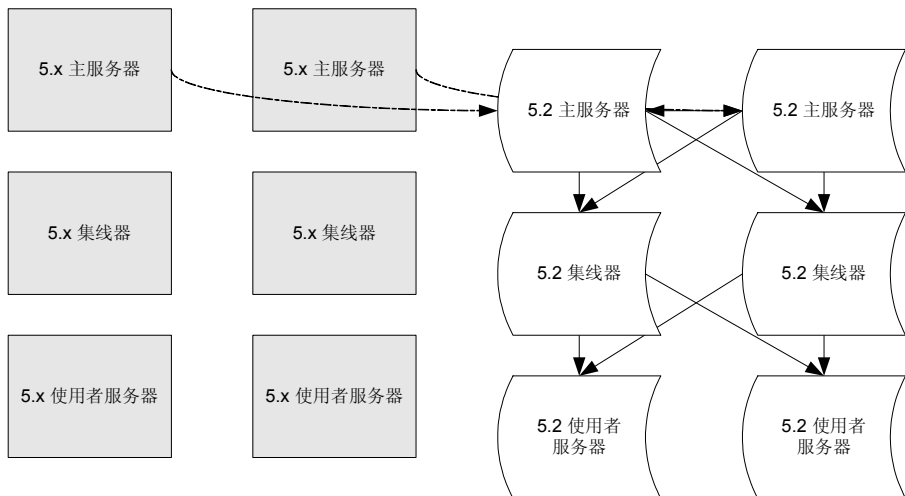 5.x 主服务器
5.x 主服务器
5.2 主服务器
5.2 主服务器
5.x 集线器
5.x 集线器
5.2 集线器
5.2 集线器
5.x 使用者服务器
5.x 使用者服务器
5.2 使用者
服务器
5.2 使用者
服务器